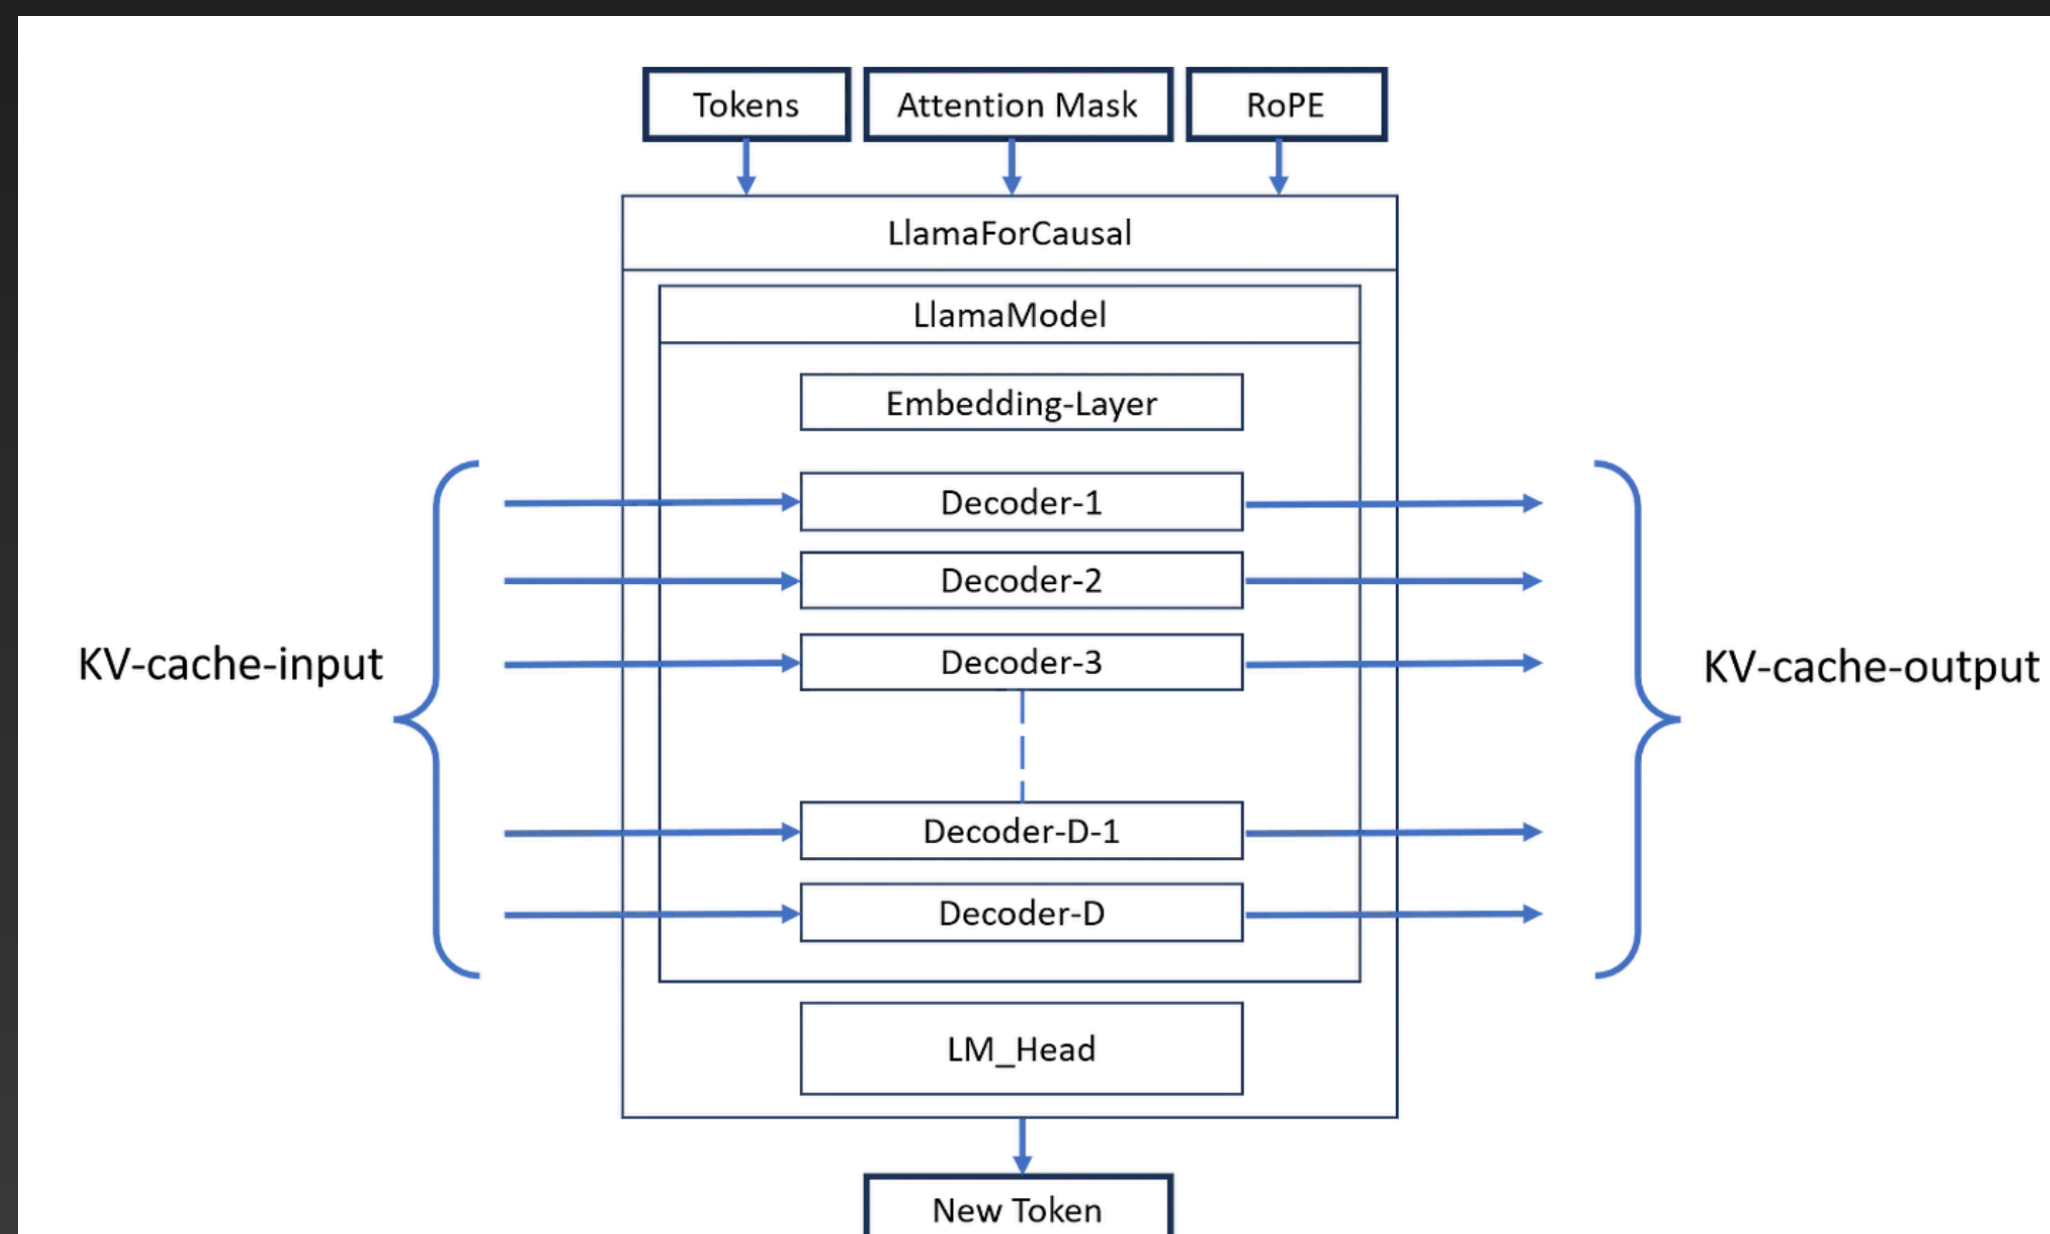 Tokens
Attention Mask
RoPE
LlamaForCausal
LlamaModel
Embedding-Layer
Decoder-1
Decoder-2
Decoder-3
KV-cache-input
KV-cache-output
Decoder-D-1
Decoder-D
LM_Head
New Token